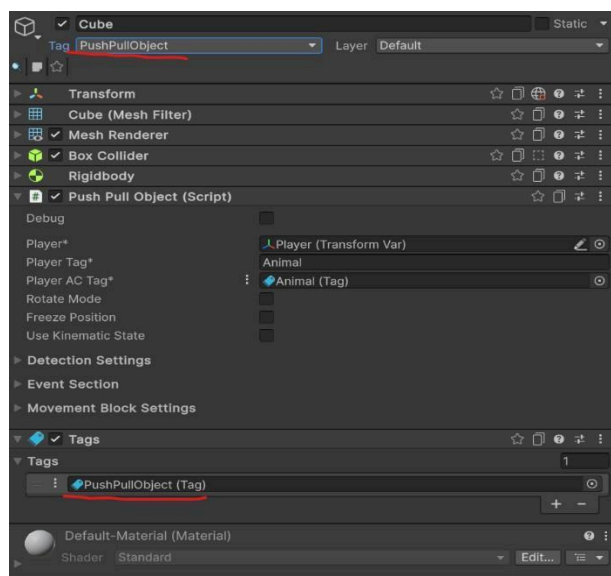 Cube Static
Tag PushPullObject Layer Default
Transform
Cube (Mesh Filter)
Mesh Renderer
Box Collider
Rigidbody
# Push Pull Object (Script)
Debug
Player* Player (Transform Var)
Player Tag* Animal
Player AC Tag* Animal (Tag)
Rotate Mode
Freeze Position
Use Kinematic State
Detection Settings
Event Section
Movement Block Settings
Tags
Tags 1
PushPullObject (Tag)
+ −
Default-Material (Material)
Shader Standard Edit...